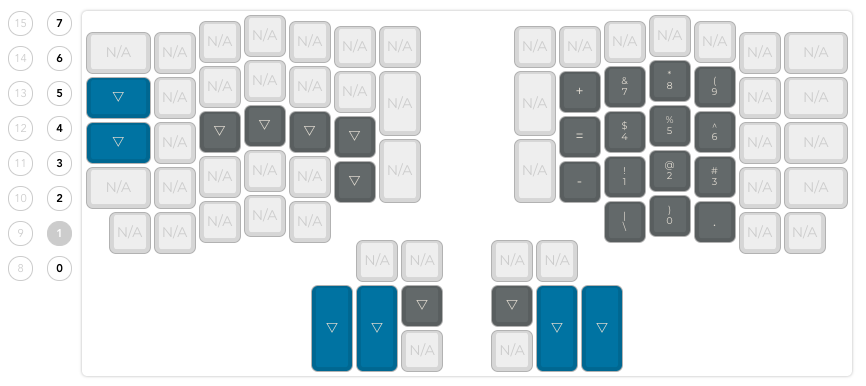 15 7
14 6
13 5
12 4
11 3
10 2
9 1
8 0
N/A N/A N/A N/A N/A N/A N/A N/A N/A N/A N/A N/A N/A N/A
▽ N/A N/A N/A N/A N/A N/A N/A + & 7 * 8 ( 9 N/A N/A
▽ N/A ▽ ▽ ▽ ▽ = $ 4 % 5 ^ 6 N/A N/A
N/A N/A N/A N/A N/A ▽ N/A N/A - ! 1 @ 2 # 3 N/A N/A
N/A N/A N/A N/A N/A | \ ) 0 . N/A N/A
N/A N/A N/A N/A
▽ ▽ ▽ ▽ ▽ ▽
N/A N/A